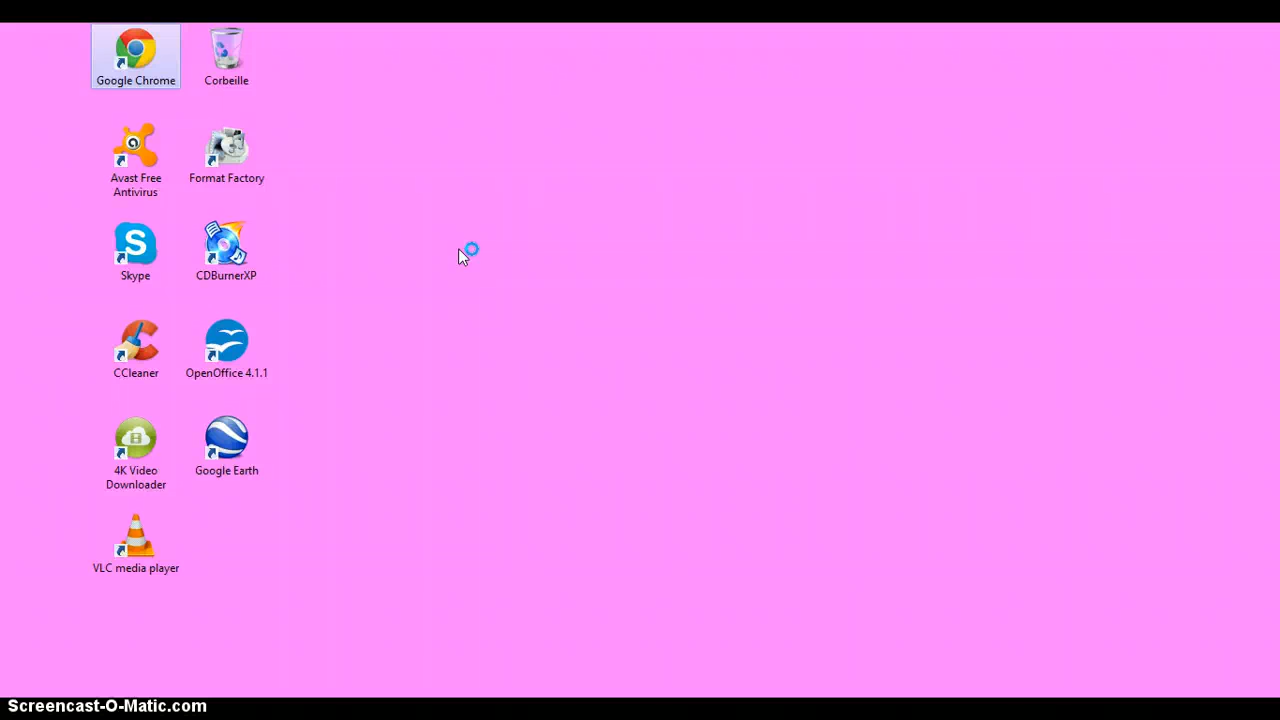 Google Chrome
Corbeille
Avast Free
Antivirus
Format Factory
Skype
CDBurnerXP
CCleaner
OpenOffice 4.1.1
4K Video
Downloader
Google Earth
VLC media player
Screencast-O-Matic.com